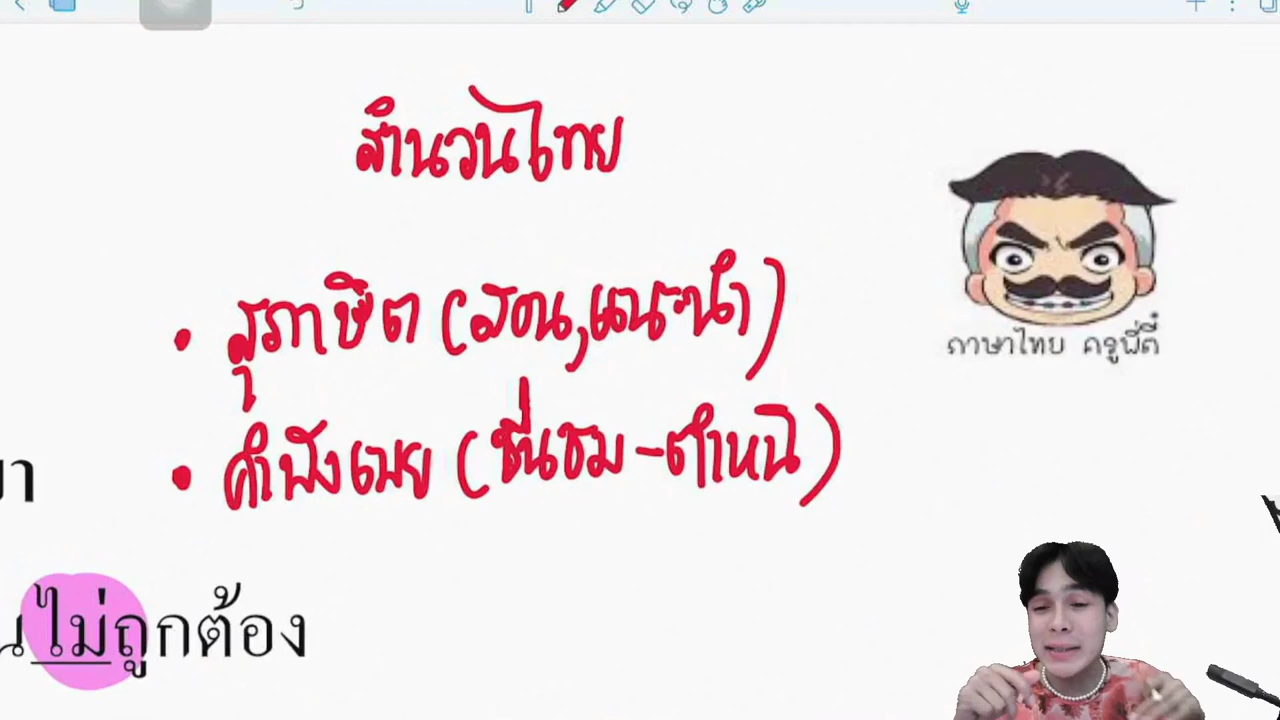 สำนวนไทย
• สุภาษิต (สอน,แนะนำ)
ภาษาไทย ครูพี่ตี๋
• คำพังเพย (ชื่นชม-ตำหนิ)
ไม่ถูกต้อง